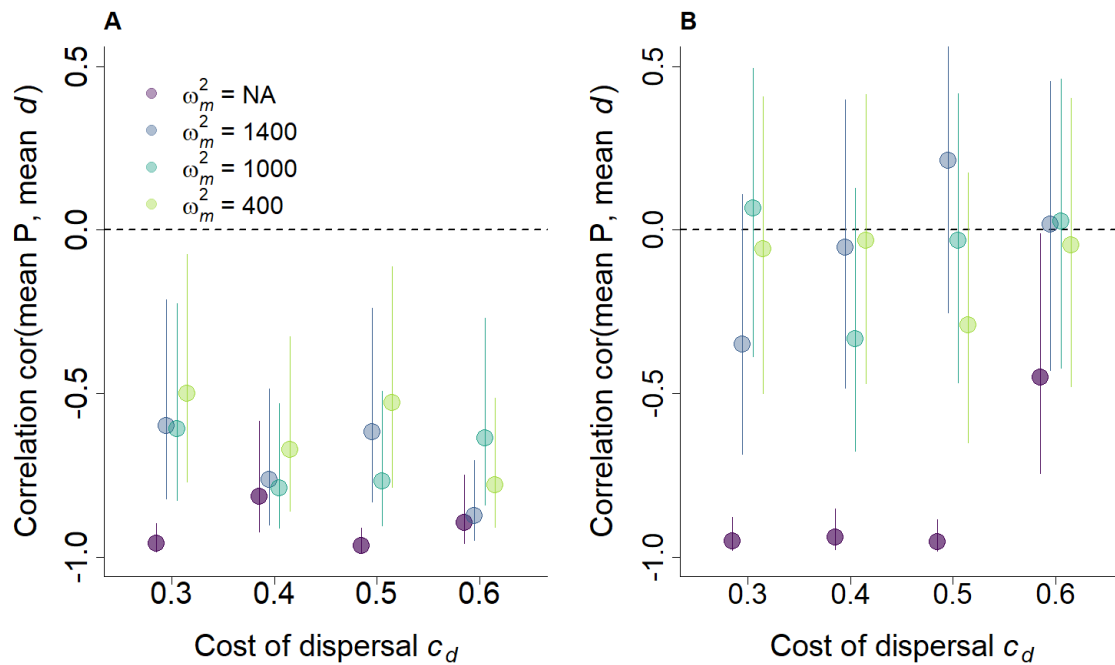 A
Correlation cor(mean P, mean d)
0.5
0.0
-0.5
-1.0
ω²ₘ = NA
ω²ₘ = 1400
ω²ₘ = 1000
ω²ₘ = 400
0.3 0.4 0.5 0.6
Cost of dispersal c_d
B
Correlation cor(mean P, mean d)
0.5
0.0
-0.5
-1.0
0.3 0.4 0.5 0.6
Cost of dispersal c_d